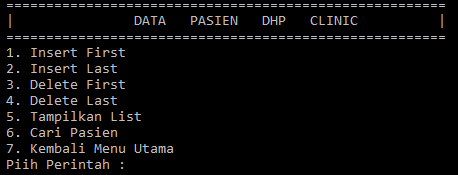 =======================================================
|               DATA   PASIEN   DHP   CLINIC          |
=======================================================
1. Insert First
2. Insert Last
3. Delete First
4. Delete Last
5. Tampilkan List
6. Cari Pasien
7. Kembali Menu Utama
Piih Perintah :